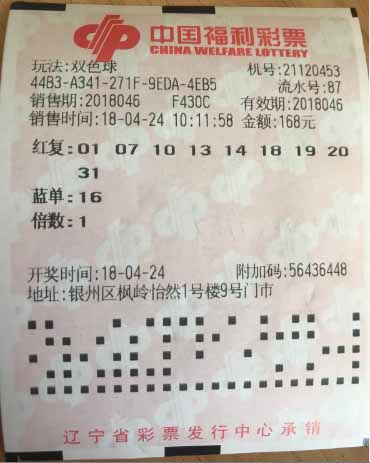 中国福利彩票
CHINA WELFARE LOTTERY
玩法:双色球 机号:21120453
44B3-A341-271F-9EDA-4EB5 流水号:87
销售期:2018046 F430C 有效期:2018046
销售时间:18-04-24 10:11:58 金额:168元
红复:01 07 10 13 14 18 19 20
31
蓝单:16
倍数:1
开奖时间:18-04-24 附加码:56436448
地址:银州区枫岭怡然1号楼9号门市
辽宁省彩票发行中心承销